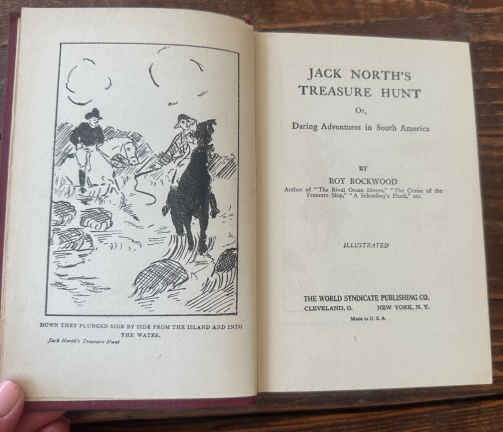 DOWN THEY PLUNGED SIDE BY SIDE FROM THE ISLAND AND INTO
THE WATER.
Jack North's Treasure Hunt
JACK NORTH'S
TREASURE HUNT
Or,
Daring Adventures in South America
BY
ROY ROCKWOOD
Author of "The Rival Ocean Divers," "The Cruise of the
Treasure Ship," "A Schoolboy's Pluck," etc.
ILLUSTRATED
THE WORLD SYNDICATE PUBLISHING CO.
CLEVELAND, O. NEW YORK, N. Y.
Made in U. S. A.